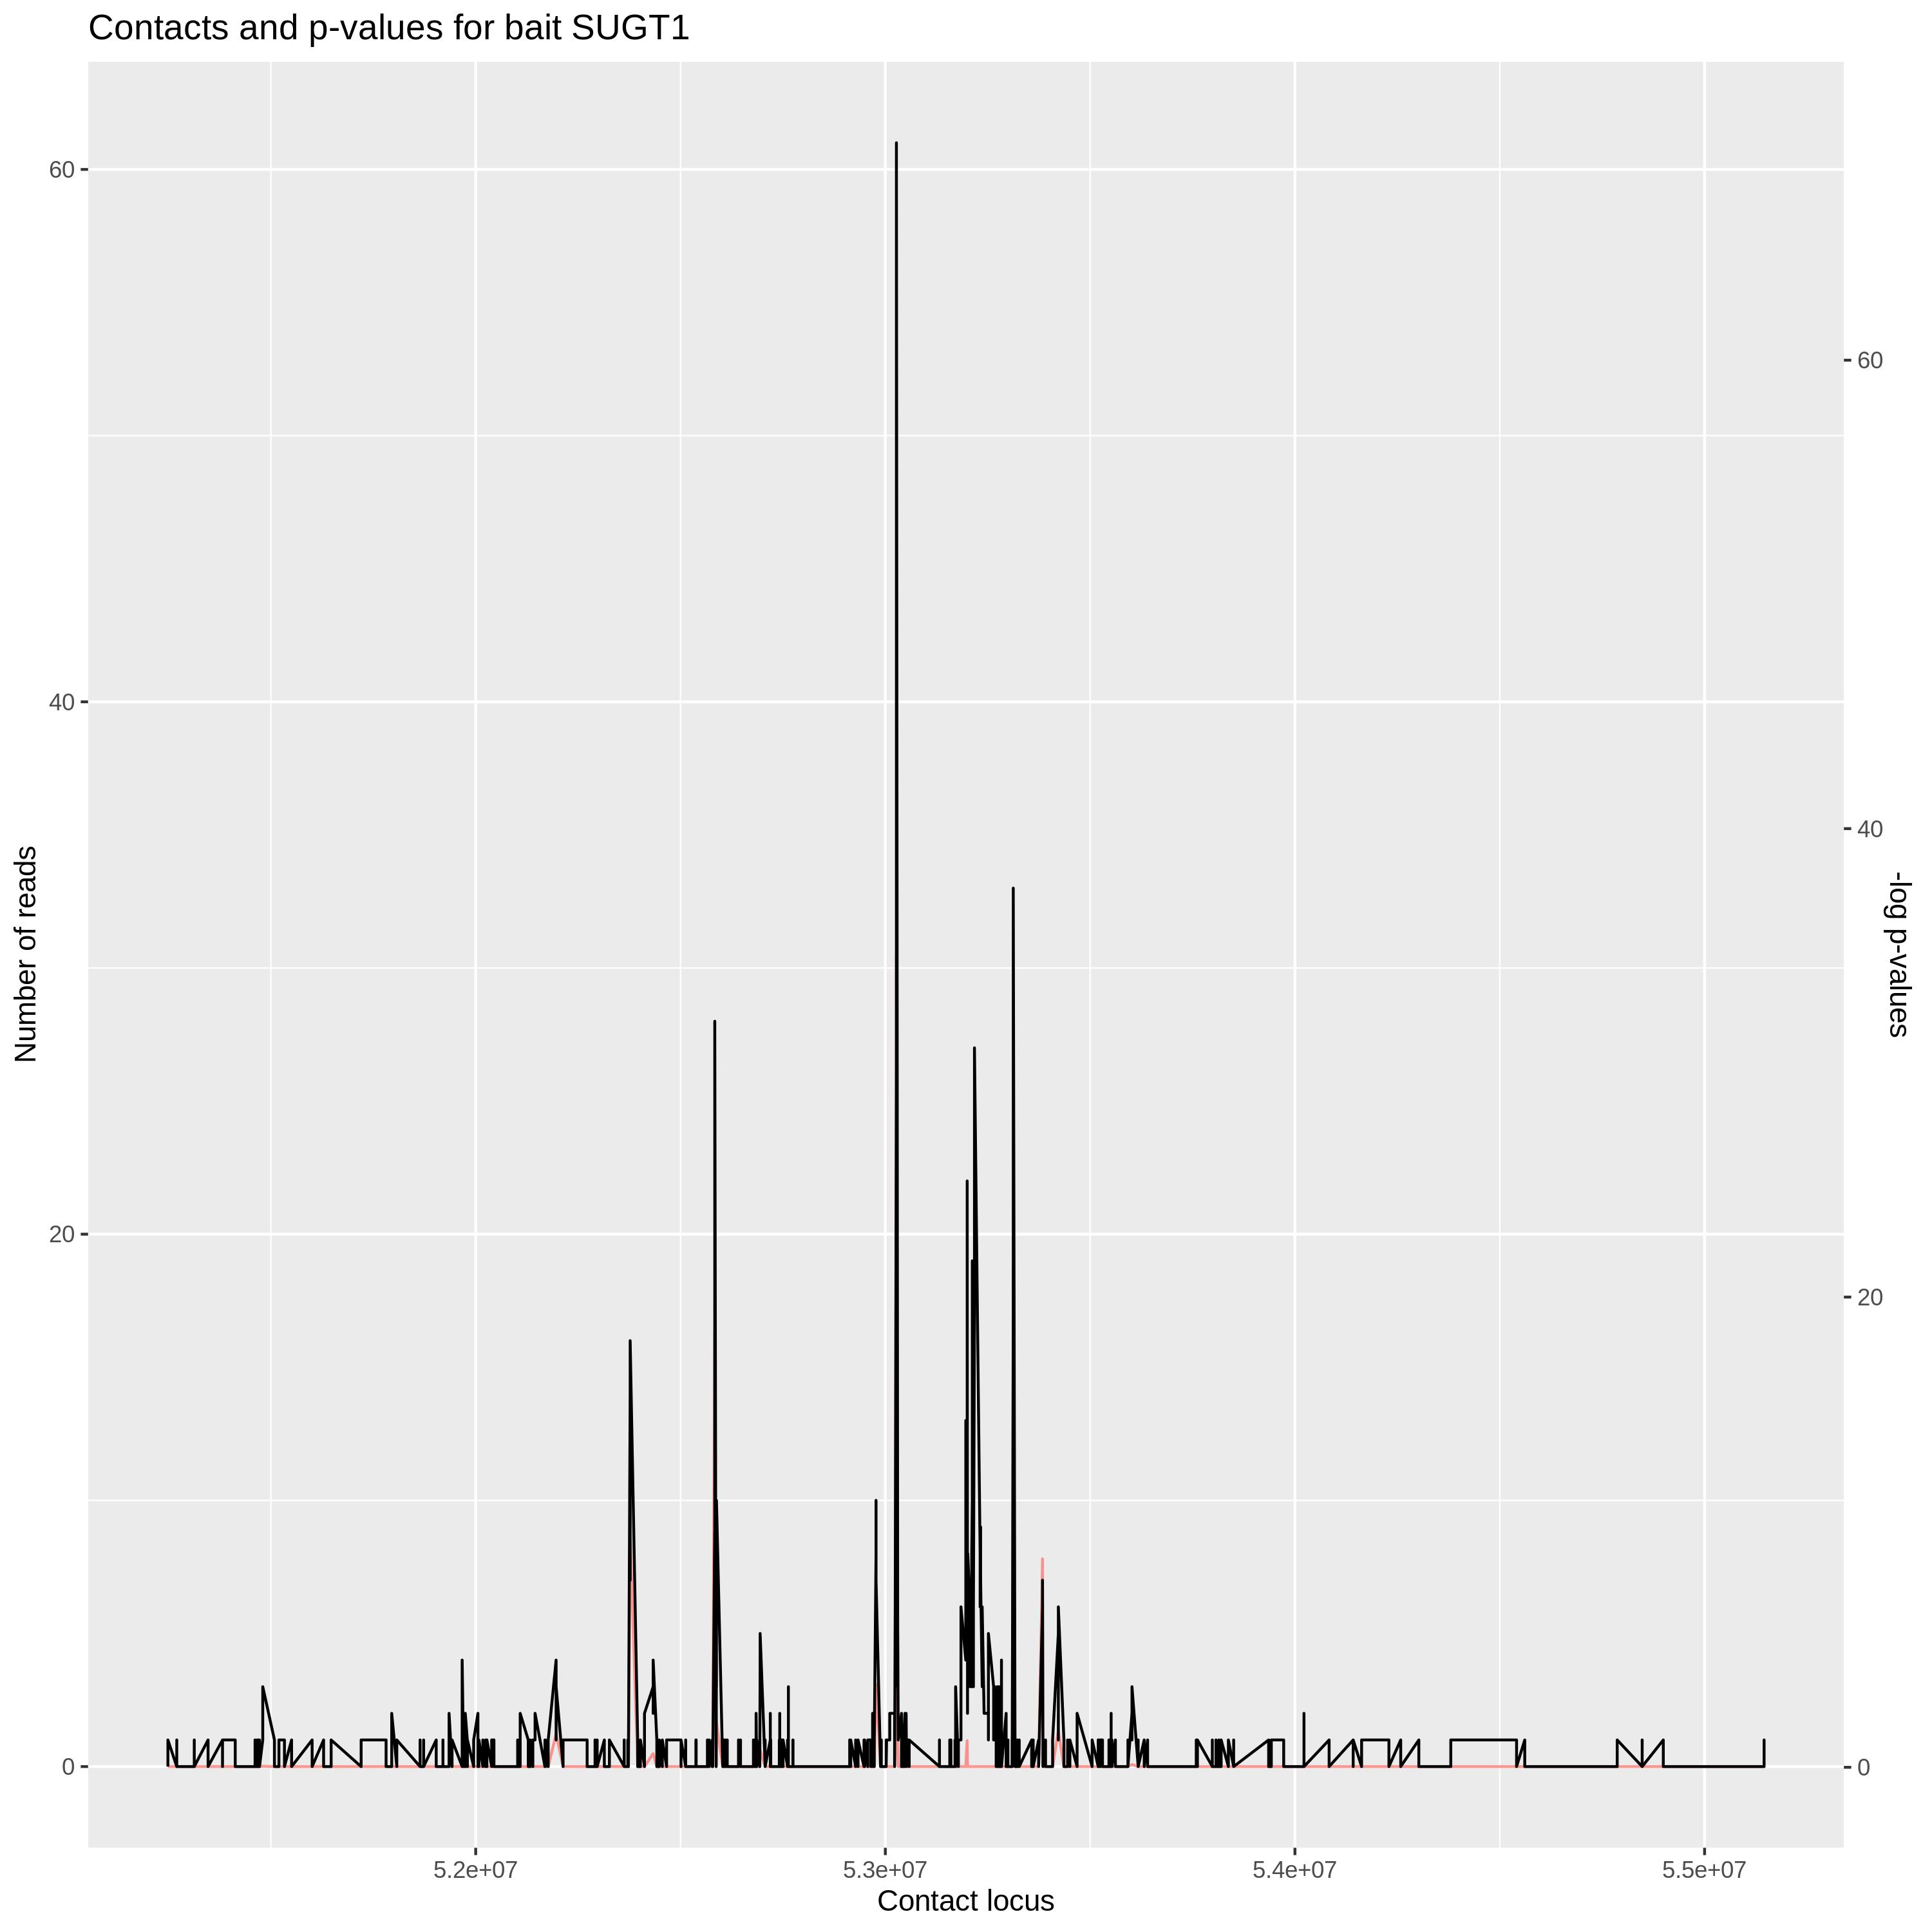 Contacts and p-values for bait SUGT1
60
40
20
0
Number of reads
60
40
20
0
-log p-values
5.2e+07
5.3e+07
5.4e+07
5.5e+07
Contact locus